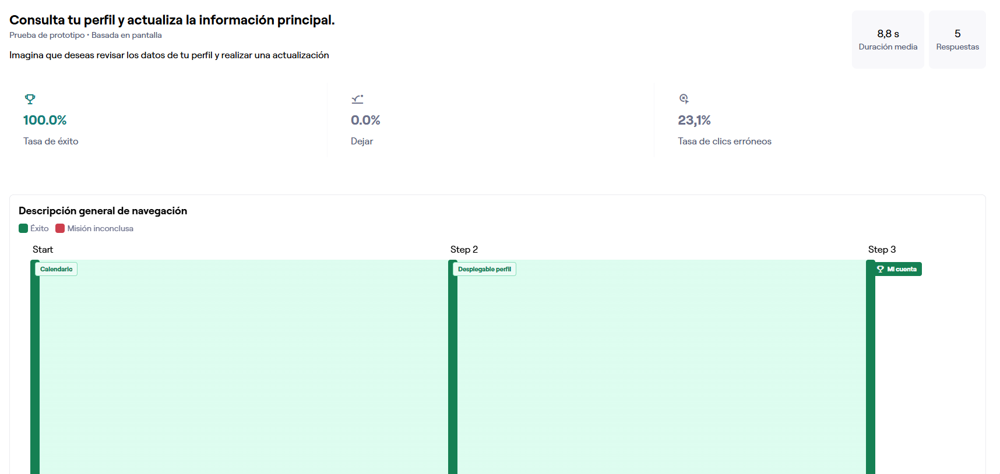 Consulta tu perfil y actualiza la información principal.
Prueba de prototipo • Basada en pantalla
Imagina que deseas revisar los datos de tu perfil y realizar una actualización
8,8 s
Duración media
5
Respuestas
100.0%
Tasa de éxito
0.0%
Dejar
23,1%
Tasa de clics erróneos
Descripción general de navegación
Éxito
Misión inconclusa
Start
Step 2
Step 3
Calendario
Desplegable perfil
Mi cuenta